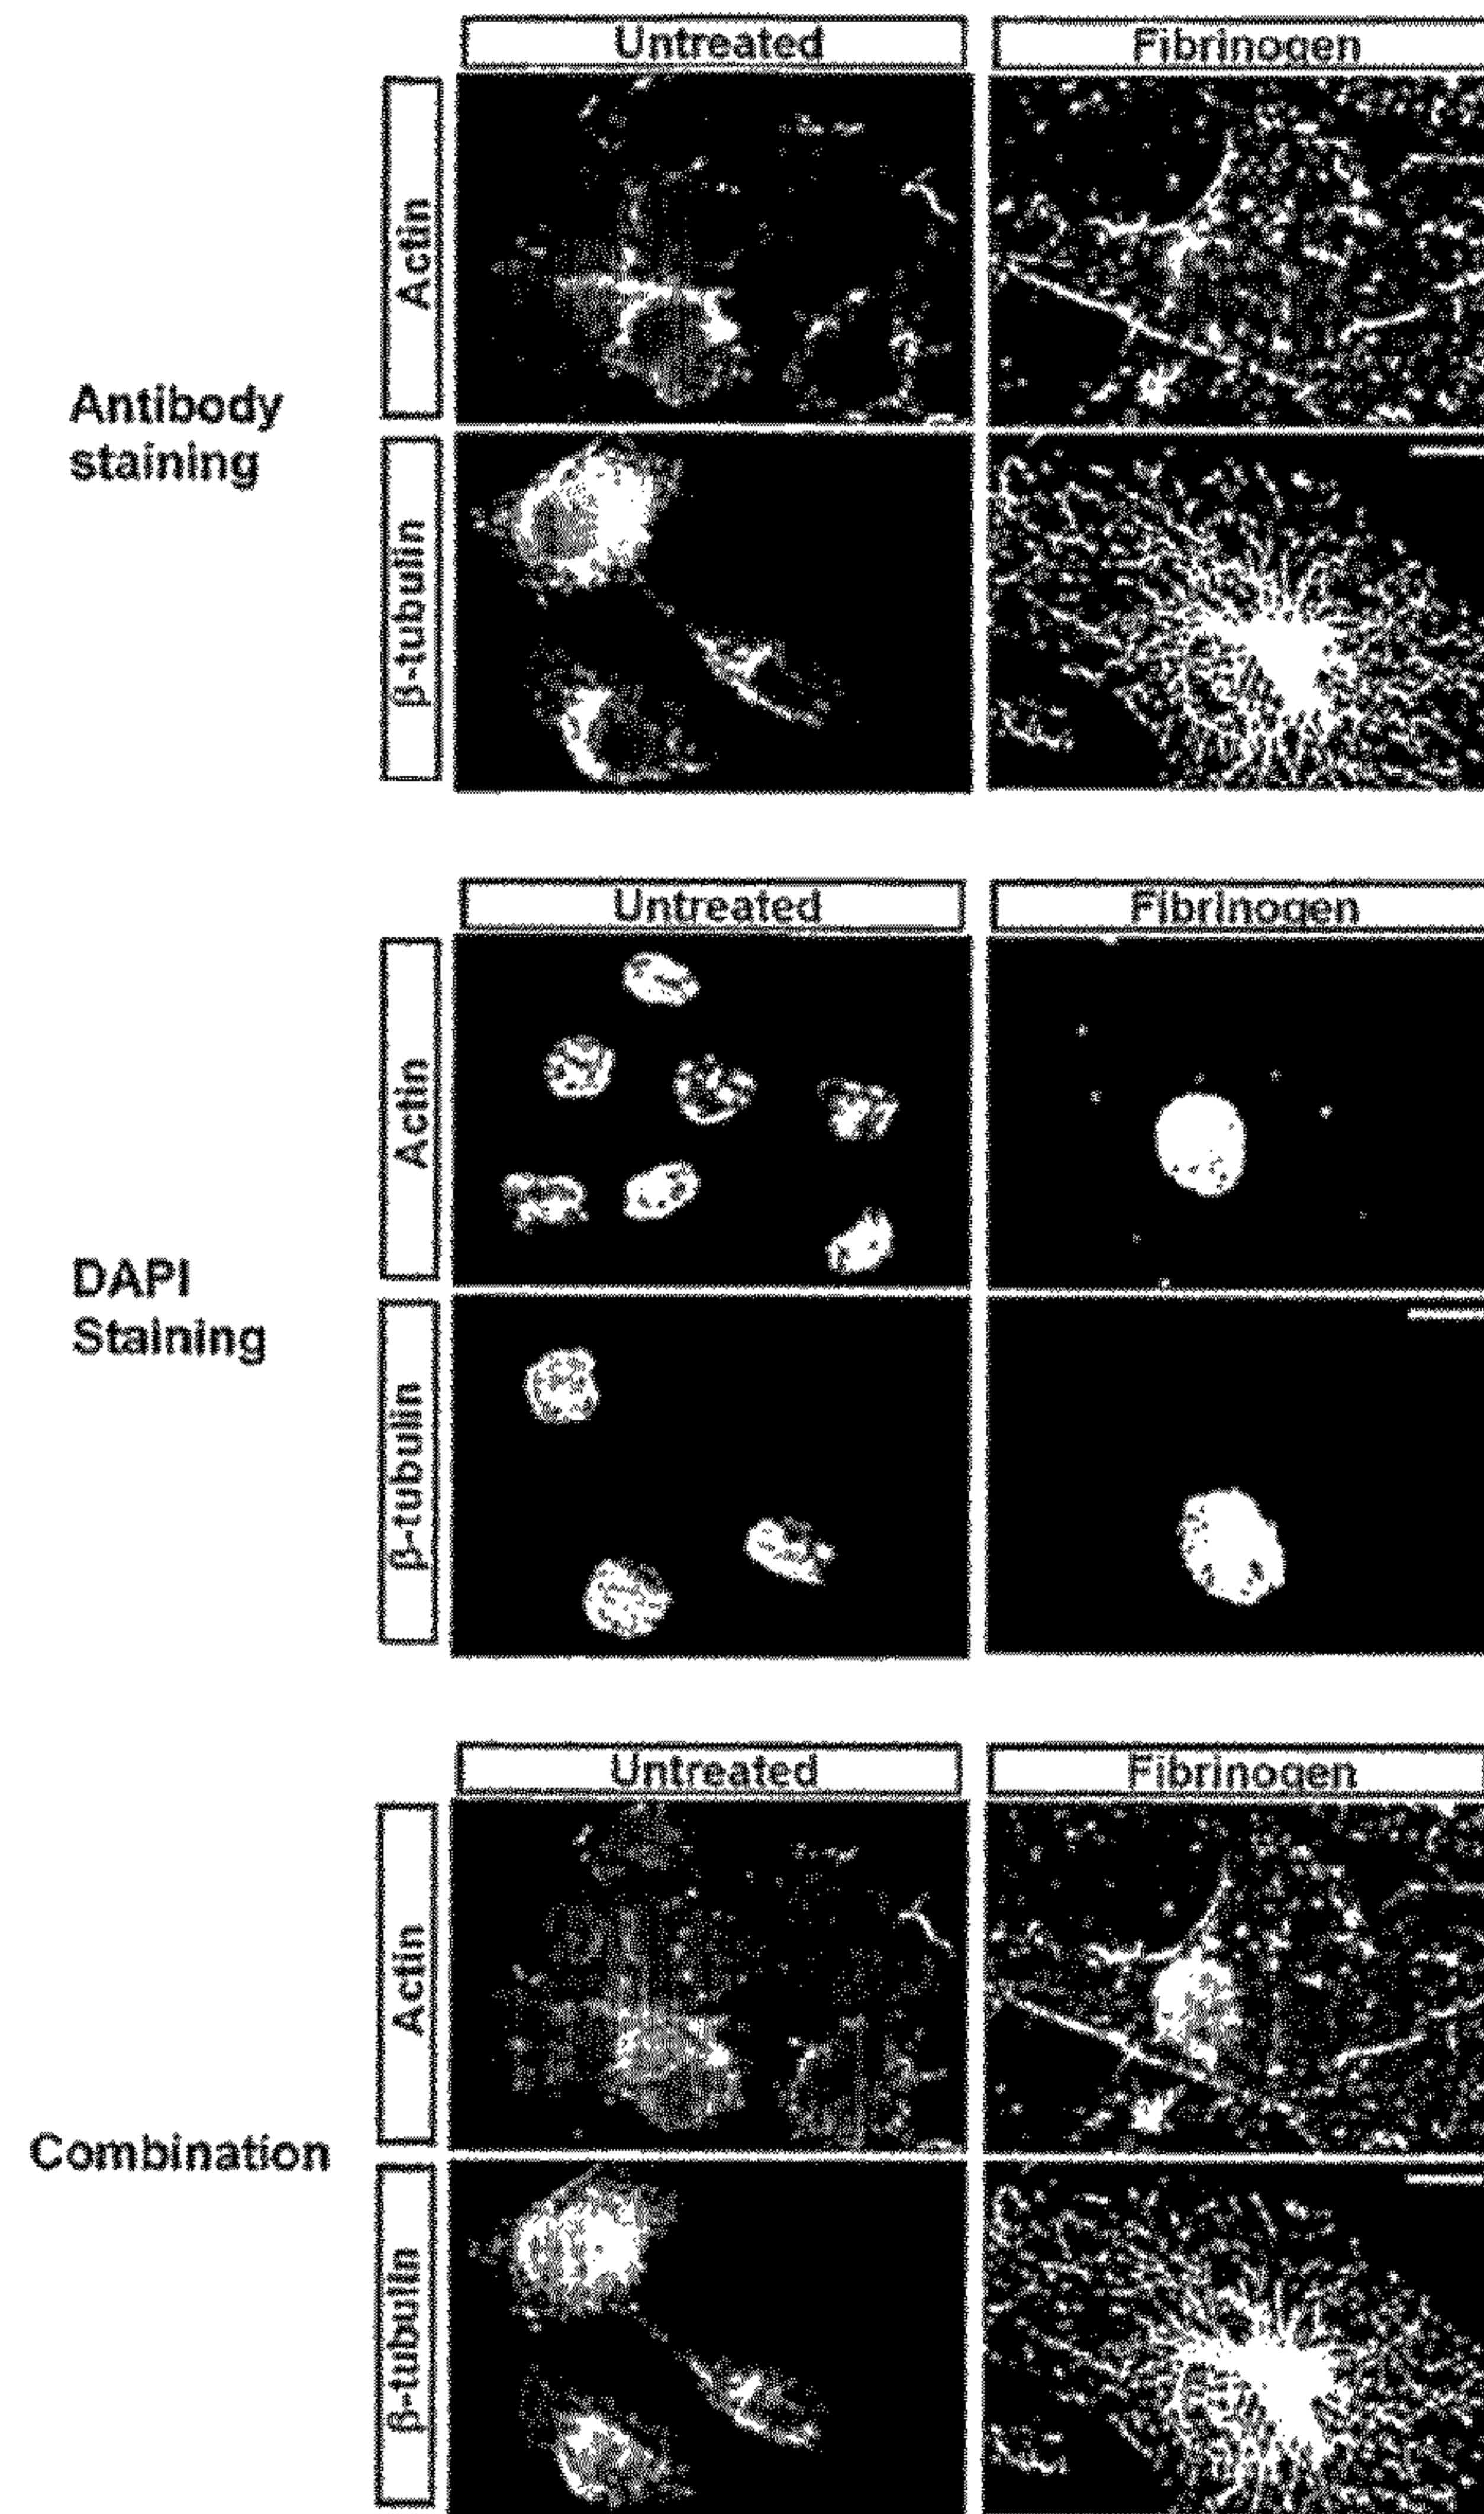 Untreated
Fibrinogen
Actin
Antibody
staining
β-tubulin
Untreated
Fibrinogen
Actin
DAPI
Staining
β-tubulin
Untreated
Fibrinogen
Actin
Combination
β-tubulin